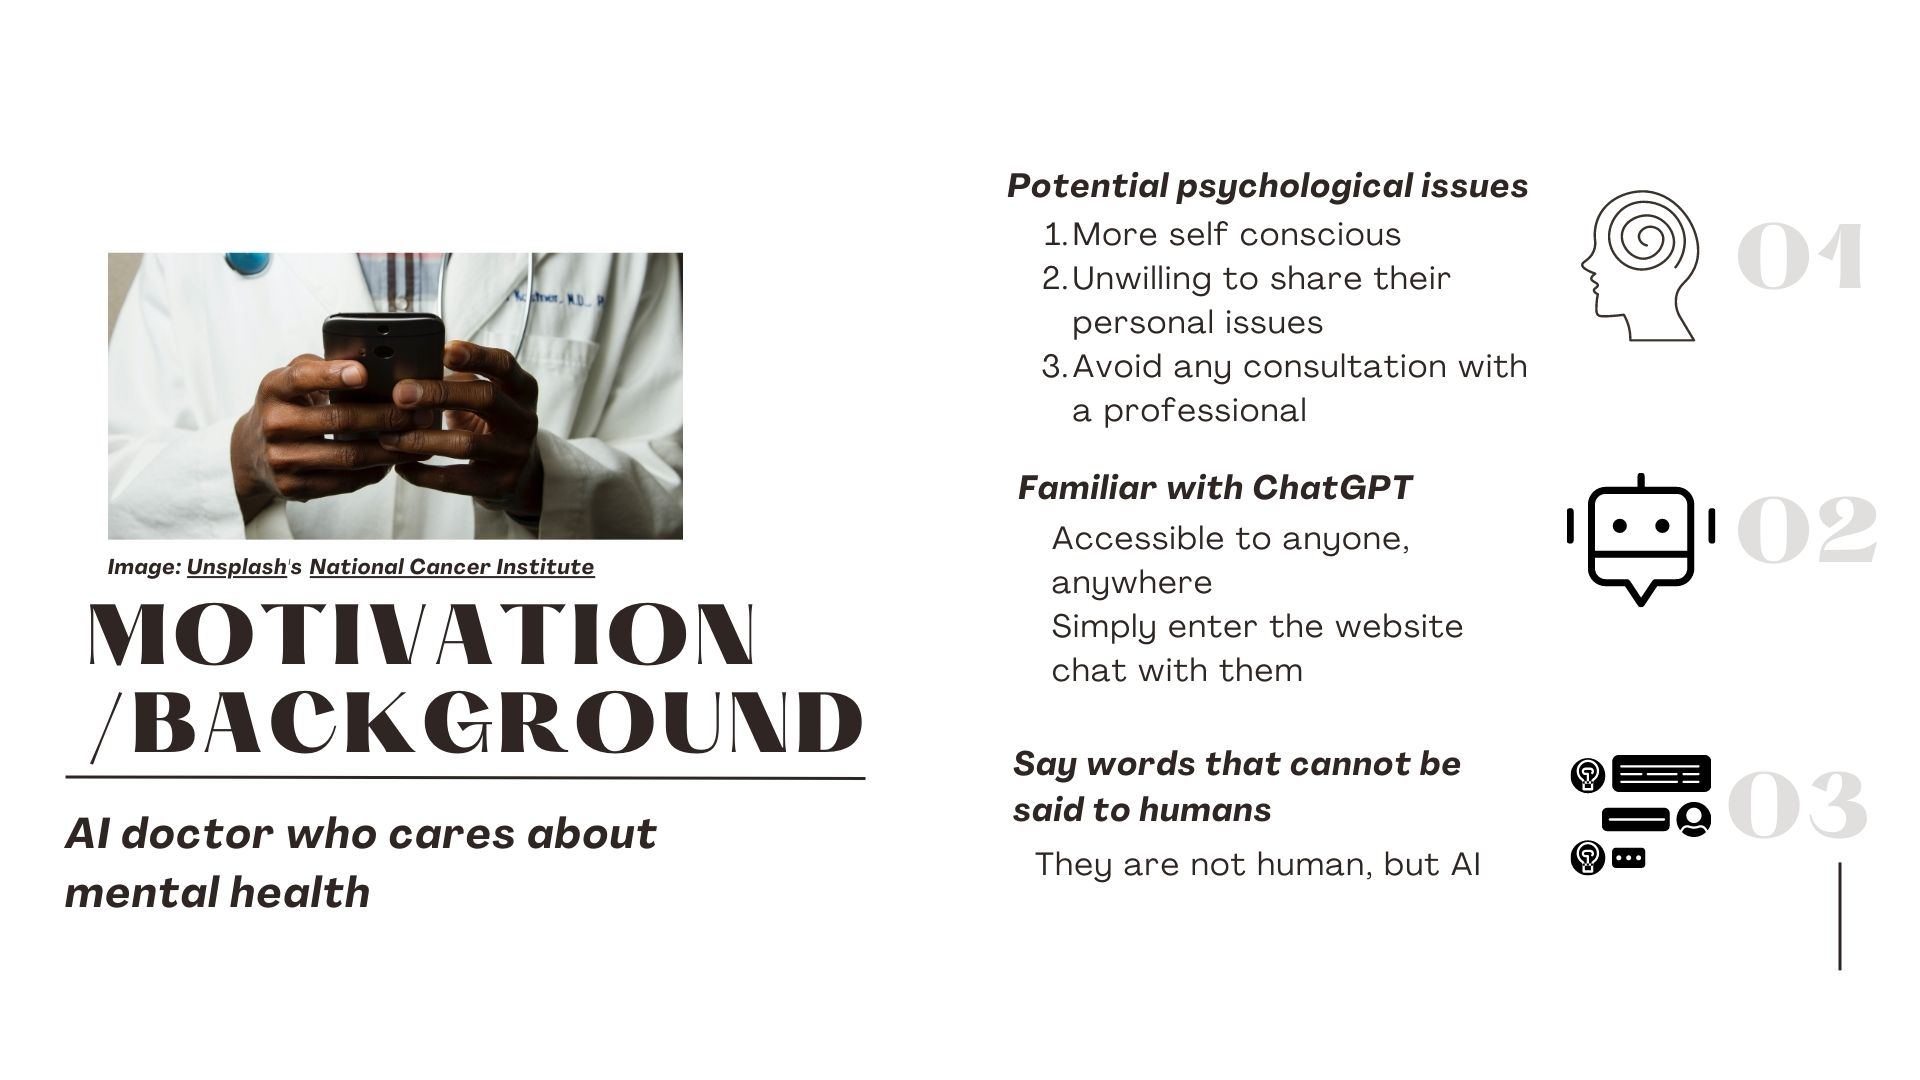 Image: Unsplash's National Cancer Institute
MOTIVATION
/BACKGROUND
AI doctor who cares about
mental health
Potential psychological issues
1. More self conscious
2. Unwilling to share their
personal issues
3. Avoid any consultation with
a professional
01
Familiar with ChatGPT
Accessible to anyone,
anywhere
Simply enter the website
chat with them
02
Say words that cannot be
said to humans
They are not human, but AI
03